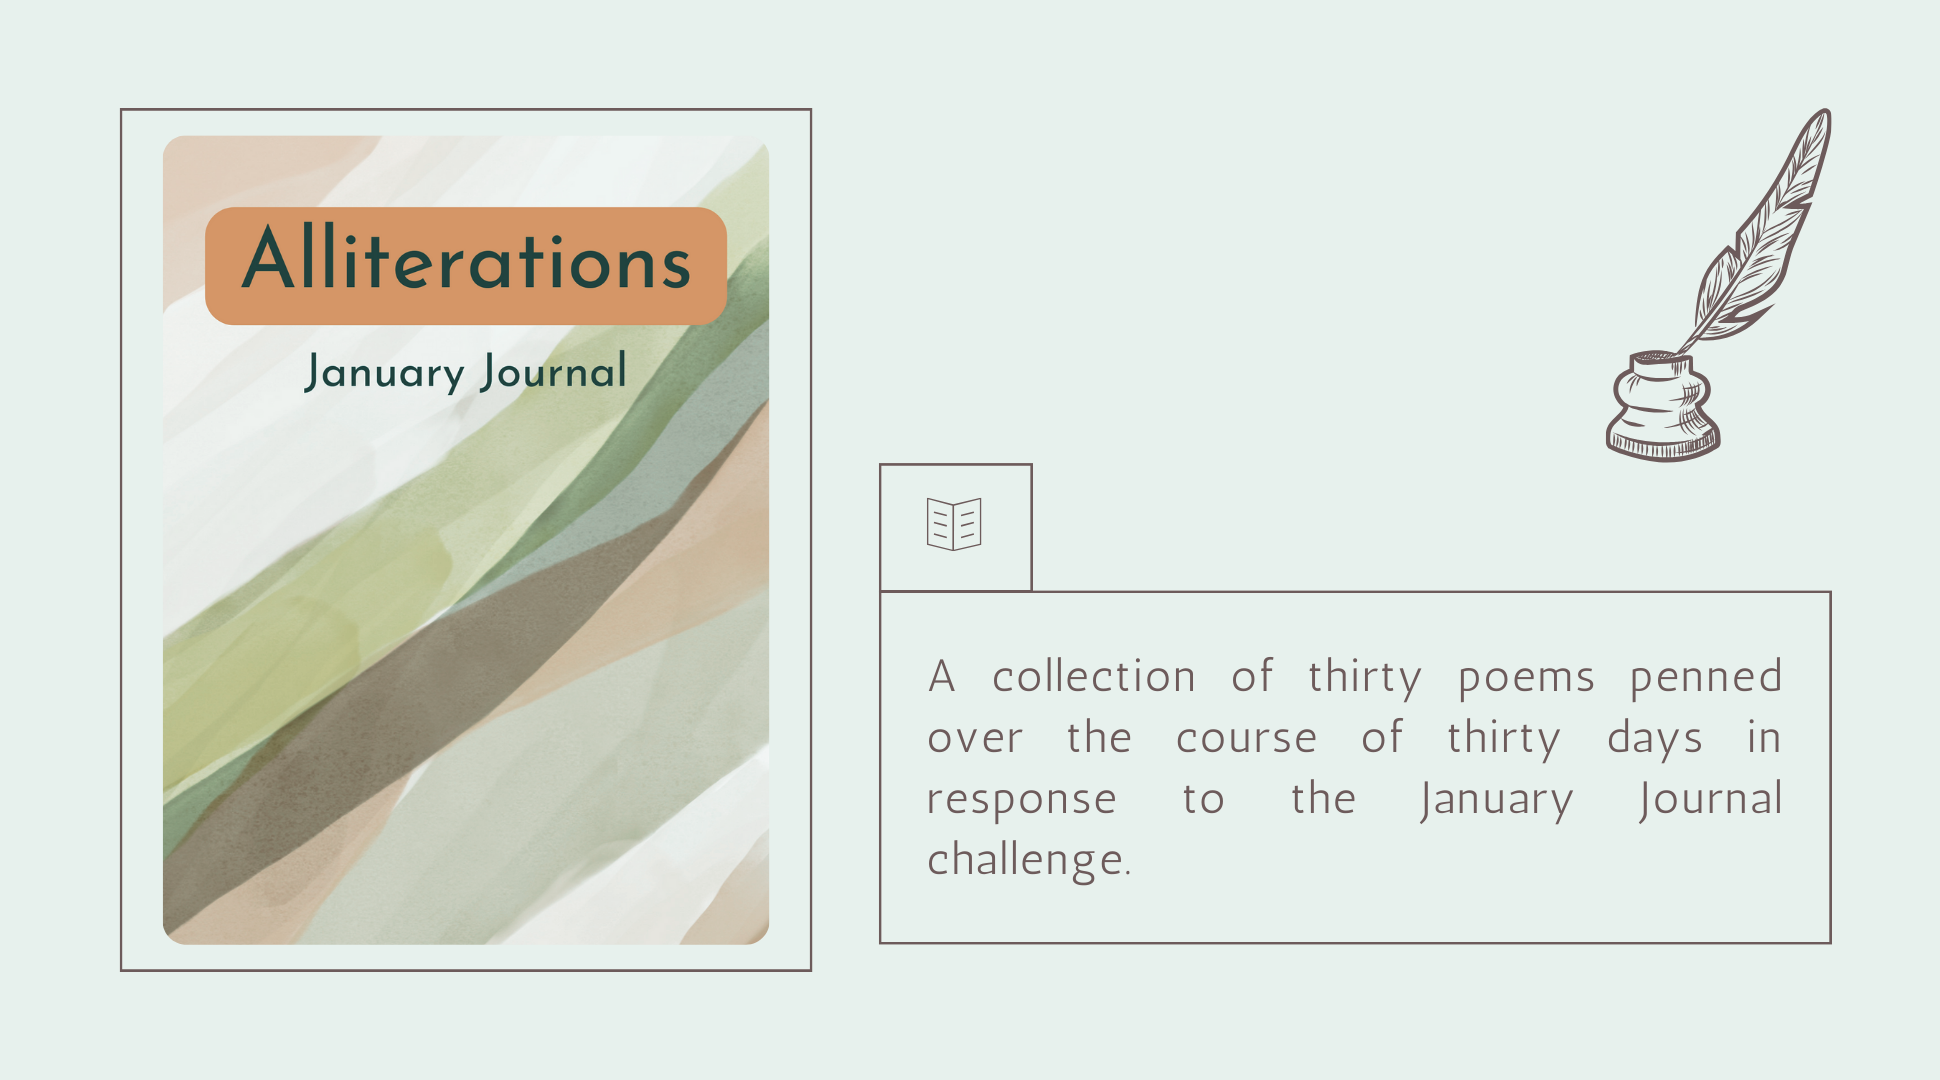 Alliterations
January Journal
A collection of thirty poems penned
over the course of thirty days in
response to the January Journal
challenge.